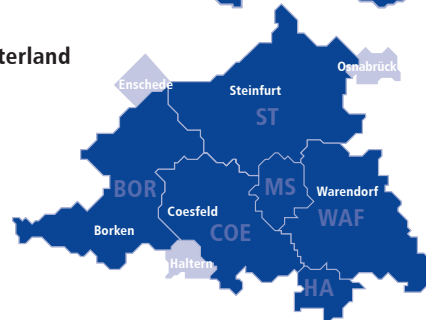 terland
Osnabrück
Enschede
Steinfurt
ST
BOR
MS
Warendorf
Coesfeld
WAF
Borken
COE
Haltern
HA